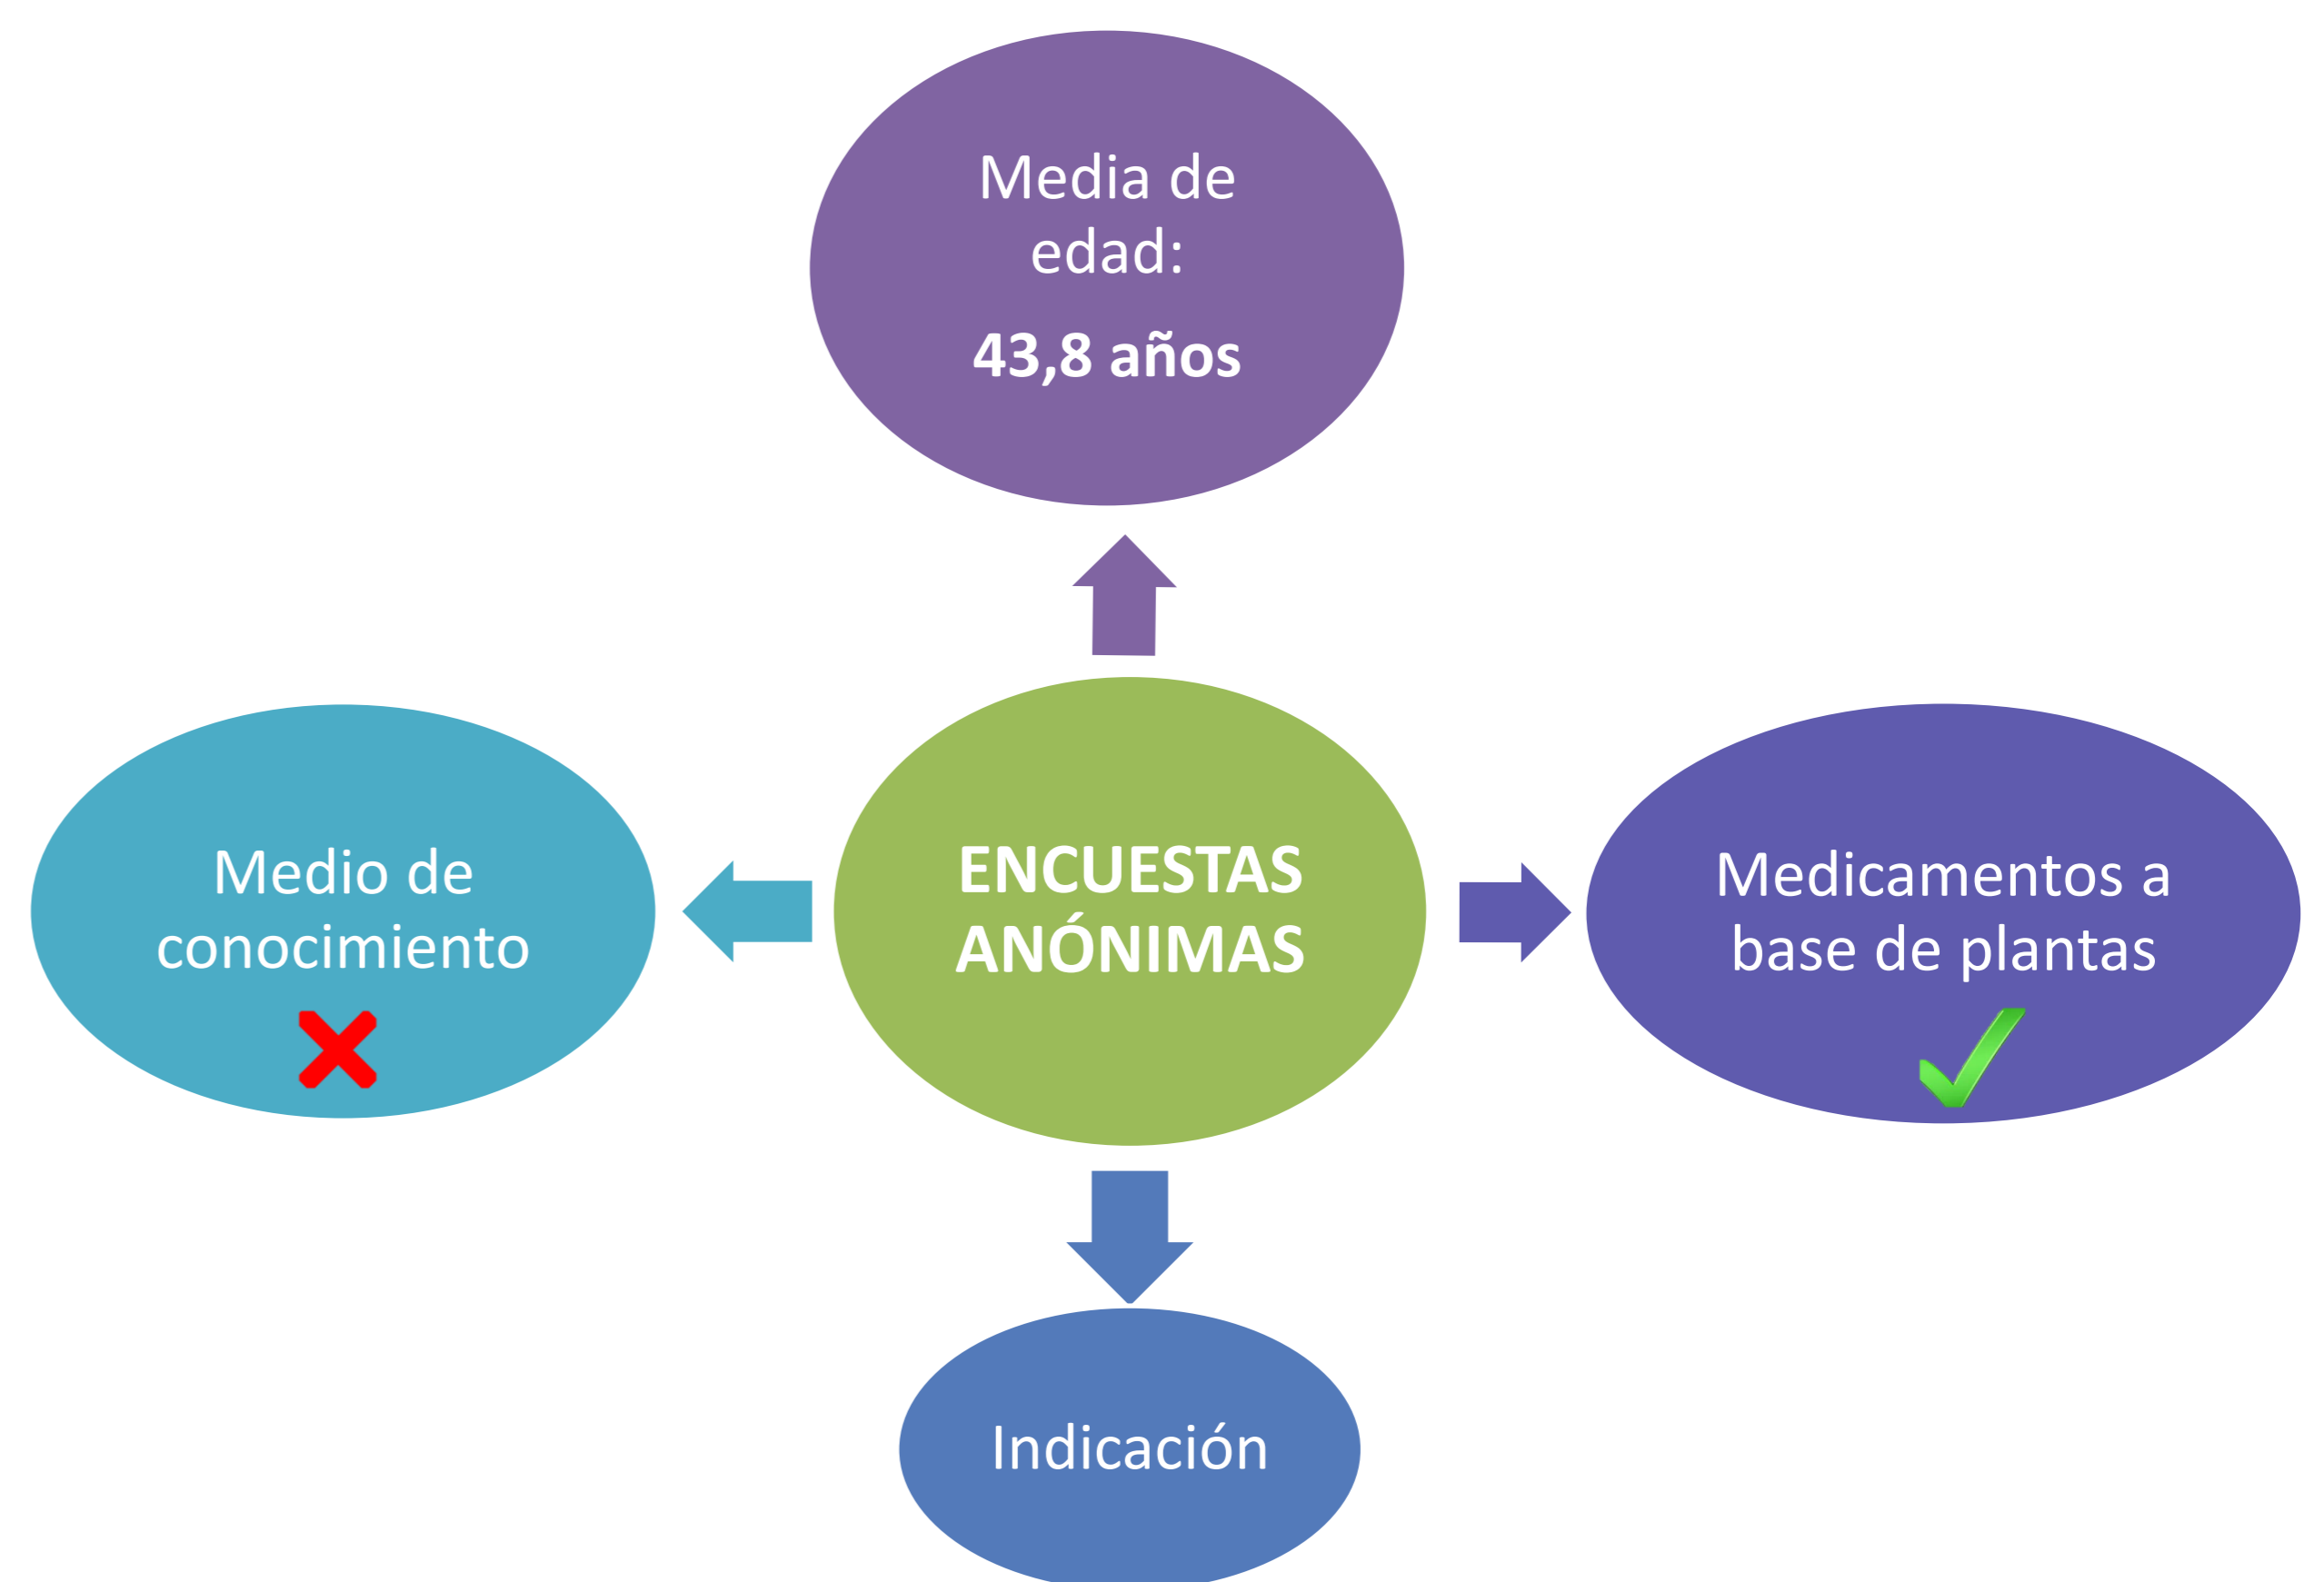 Media de
edad:
43,8 años
Medio de
conocimiento
ENCUESTAS
ANÓNIMAS
Medicamentos a
base de plantas
Indicación